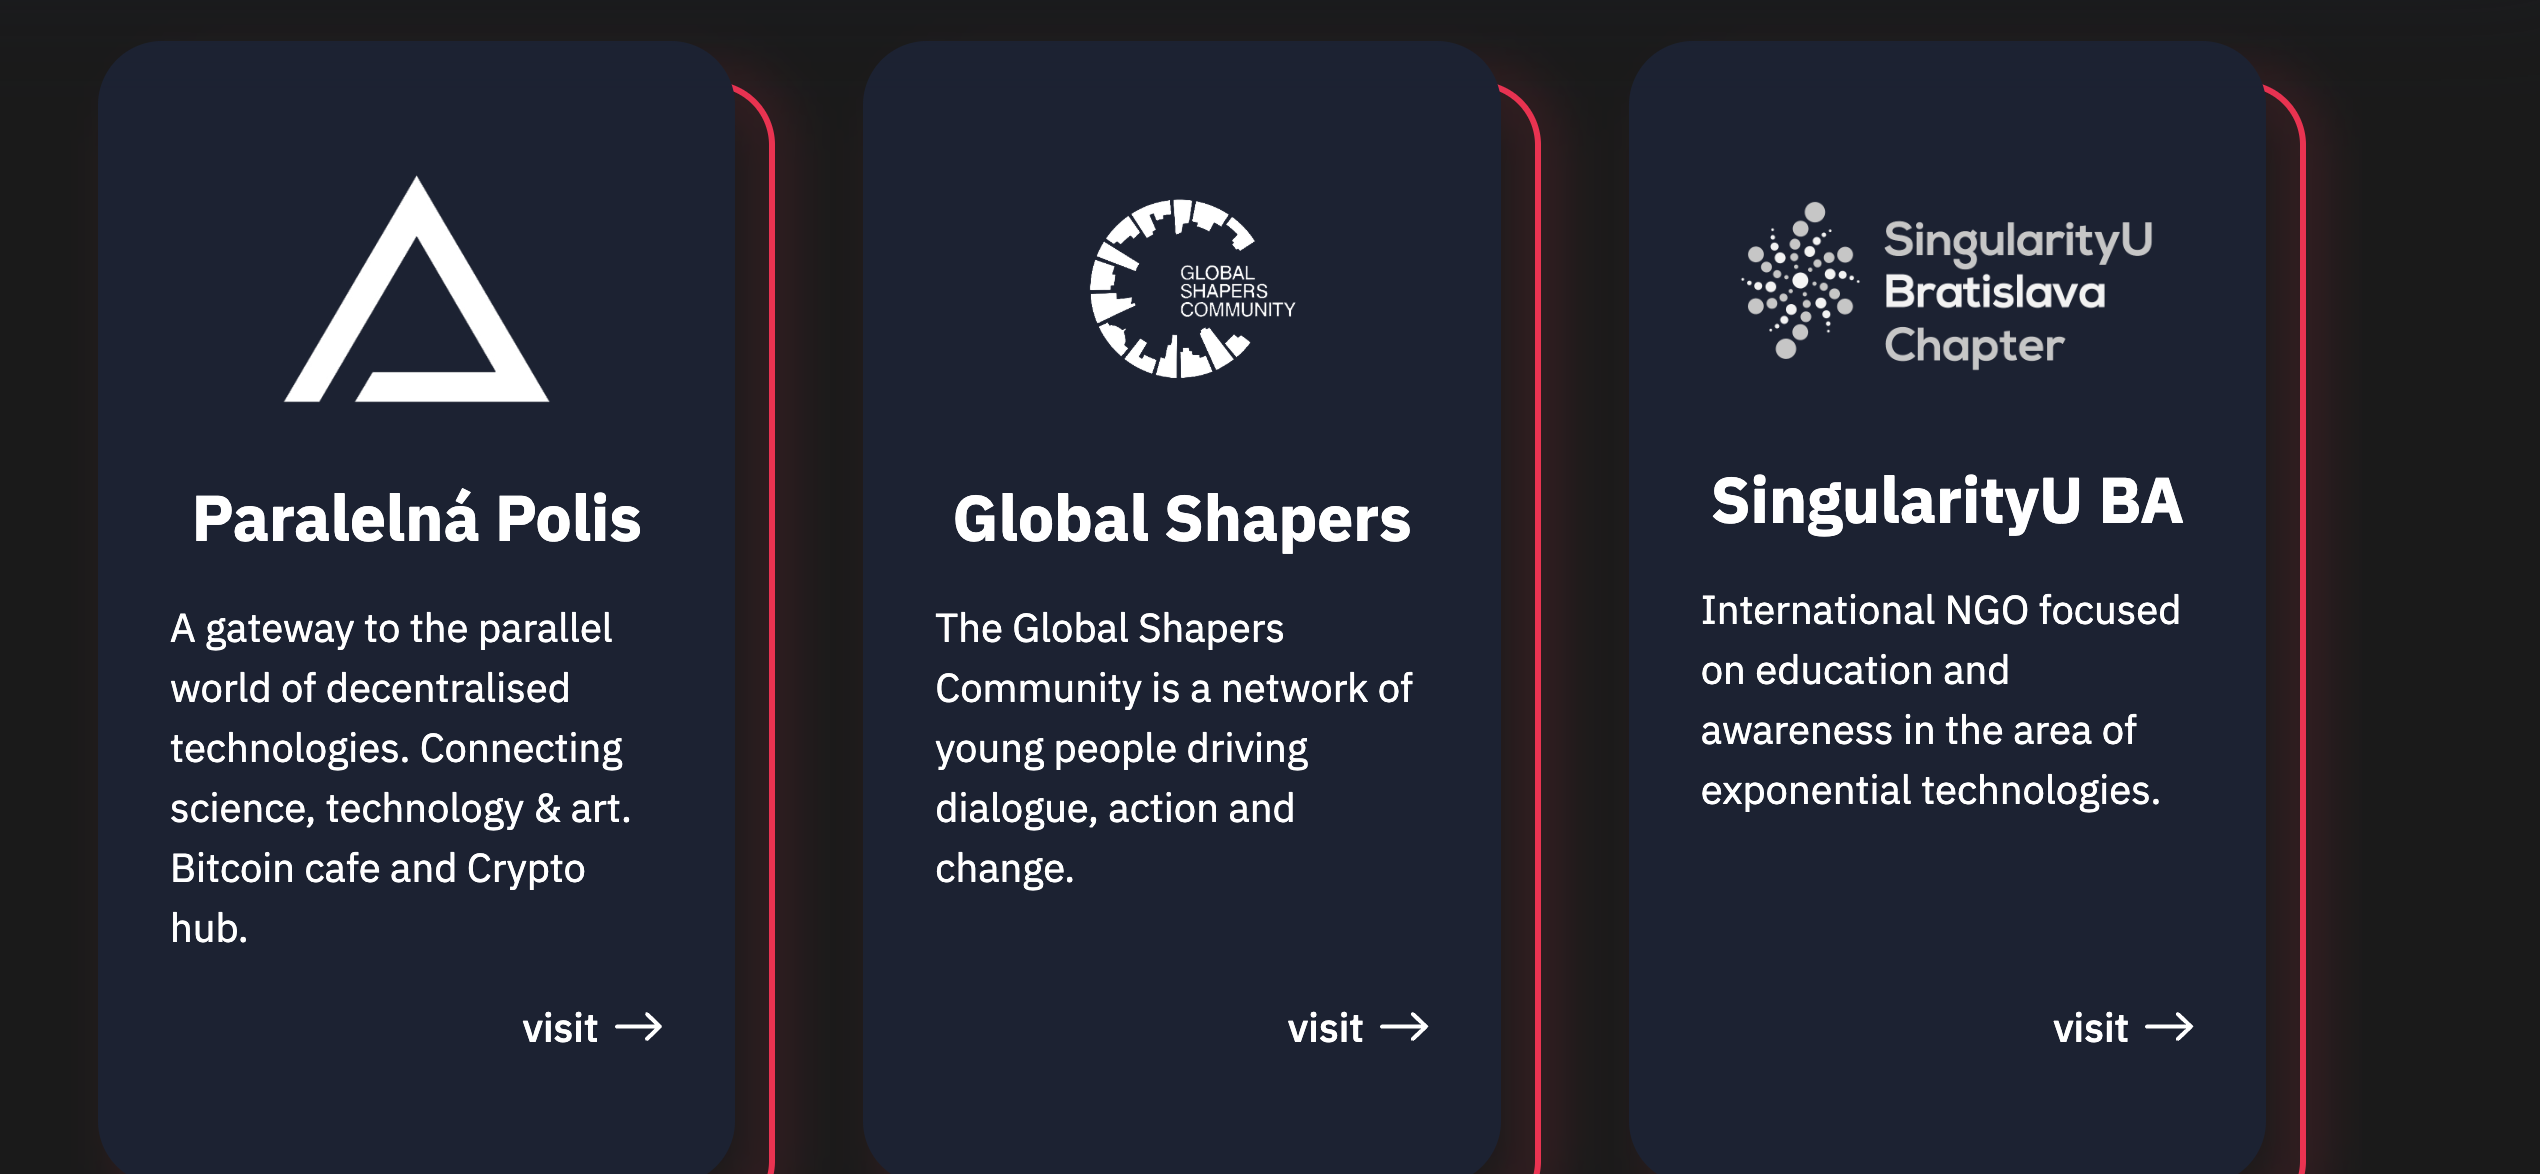 Paralelná Polis
A gateway to the parallel
world of decentralised
technologies. Connecting
science, technology & art.
Bitcoin cafe and Crypto
hub.
visit →
GLOBAL
SHAPERS
COMMUNITY
Global Shapers
The Global Shapers
Community is a network of
young people driving
dialogue, action and
change.
visit →
SingularityU
Bratislava
Chapter
SingularityU BA
International NGO focused
on education and
awareness in the area of
exponential technologies.
visit →